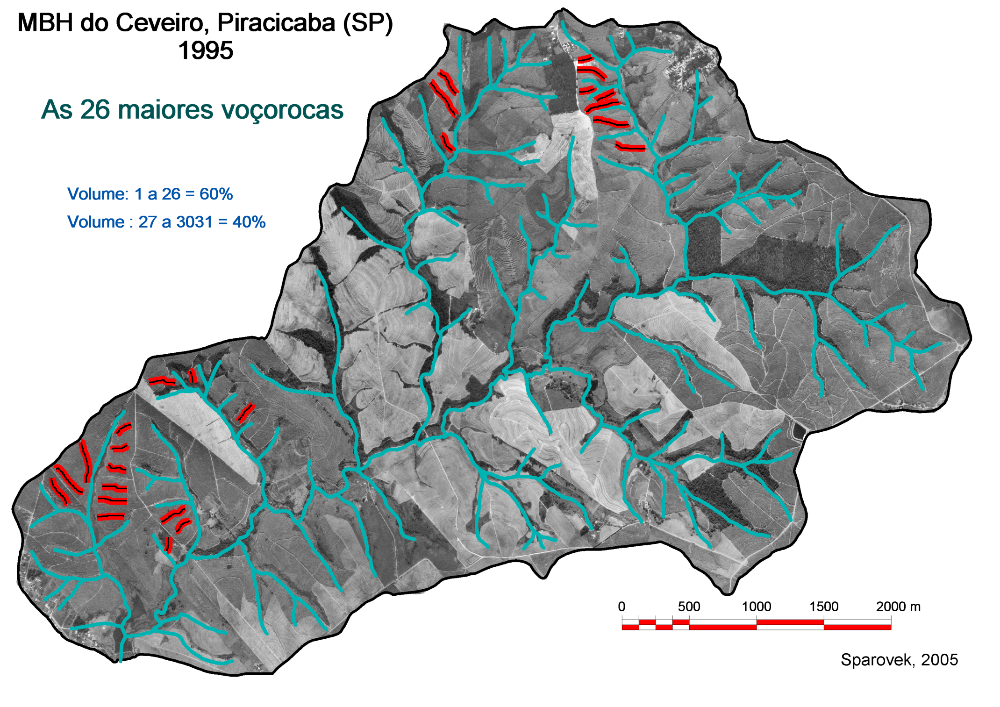 MBH do Ceveiro, Piracicaba (SP)
1995
As 26 maiores voçorocas
Volume: 1 a 26 = 60%
Volume : 27 a 3031 = 40%
0 500 1000 1500 2000 m
Sparovek, 2005